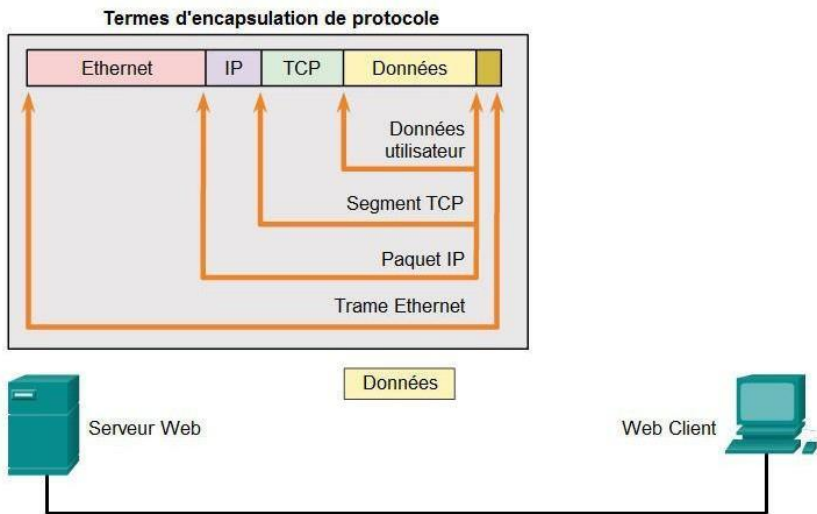 Termes d'encapsulation de protocole
Ethernet IP TCP Données
Données
utilisateur
Segment TCP
Paquet IP
Trame Ethernet
Données
Serveur Web
Web Client